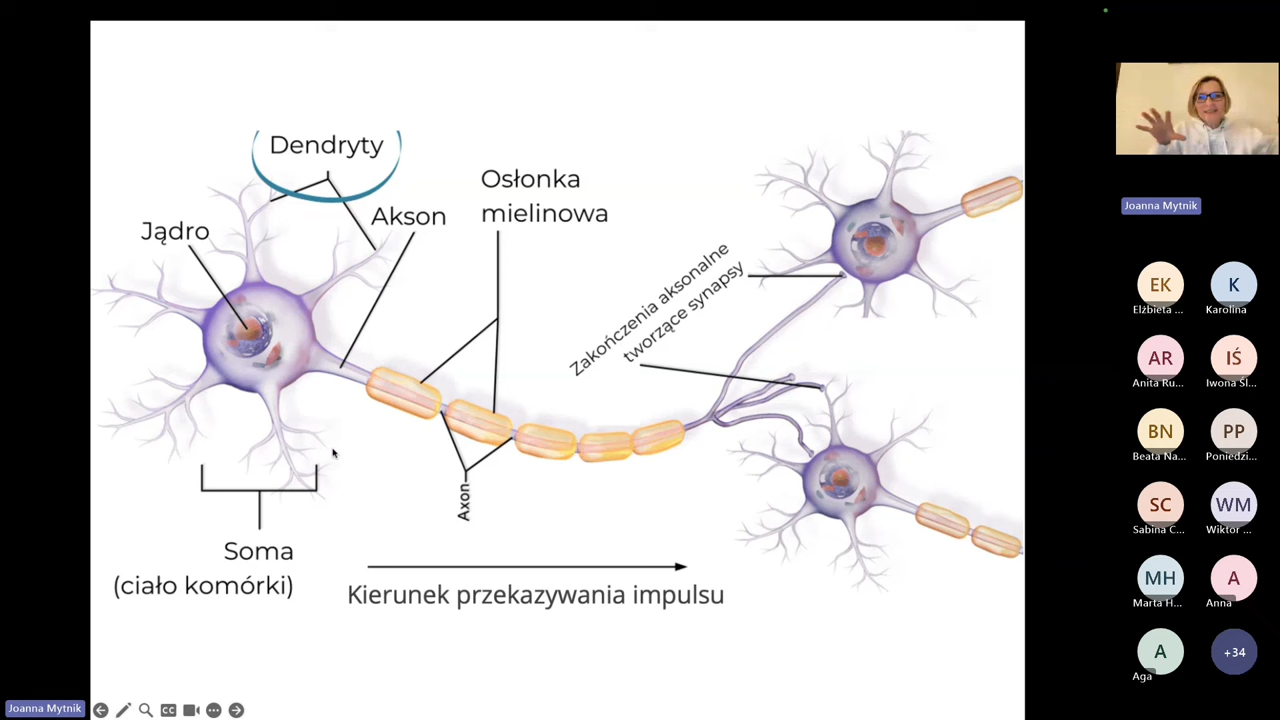 Dendryty
Osłonka
mielinowa
Akson
Jądro
Zakończenia aksonalne
tworzące synapsy
Axon
Soma
(ciało komórki)
Kierunek przekazywania impulsu
Joanna Mytnik
EK
K
Elżbieta ...
Karolina
AR
IŚ
Anita Ru...
Iwona Śl...
BN
PP
Beata Na...
Poniedzi...
SC
WM
Sabina C...
Wiktor ...
MH
A
Marta H...
Anna
A
+34
Aga
Joanna Mytnik
CC